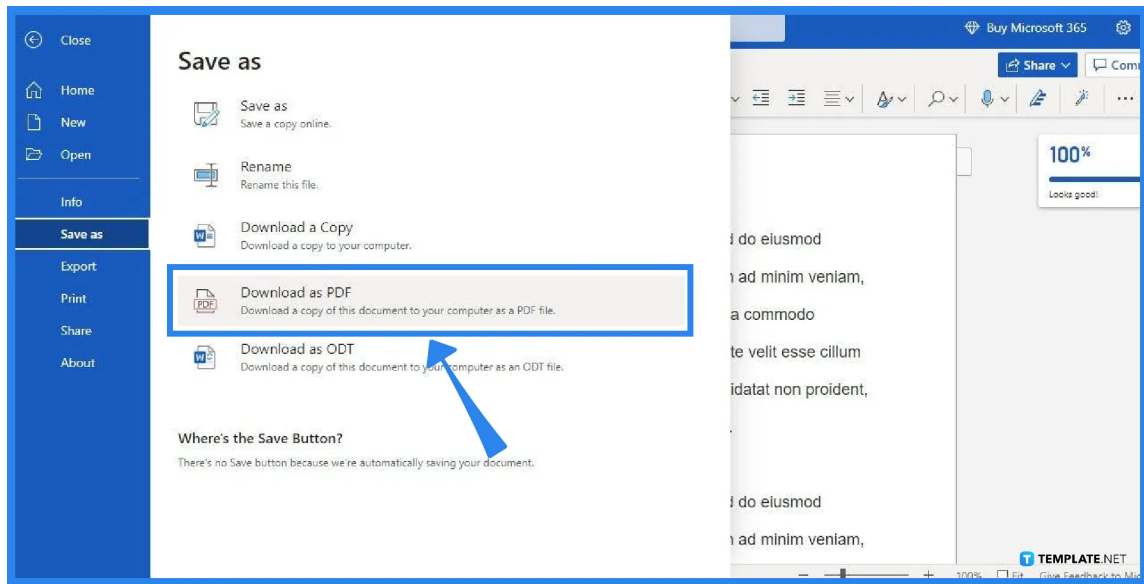 Close
Home
New
Open
Info
Save as
Export
Print
Share
About
Save as
Save as
Save a copy online.
Rename
Rename this file.
Download a Copy
Download a copy to your computer.
PDF
Download as PDF
Download a copy of this document to your computer as a PDF file.
Download as ODT
Download a copy of this document to your computer as an ODT file.
Where's the Save Button?
There's no Save button because we're automatically saving your document.
Buy Microsoft 365
Share
100%
Looks good!
do eiusmod
ad minim veniam,
a commodo
velit esse cillum
non proident,
do eiusmod
ad minim veniam,
T TEMPLATE.NET
100% Fit Give Feedback to